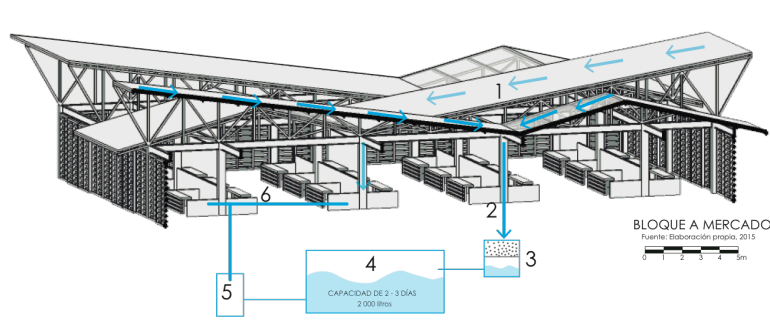 1
6
2
BLOQUE A MERCADO
Fuente: Elaboración propia, 2015
3
4
0 1 2 3 4 5m
5
CAPACIDAD DE 2 - 3 DÍAS
2 000 litros